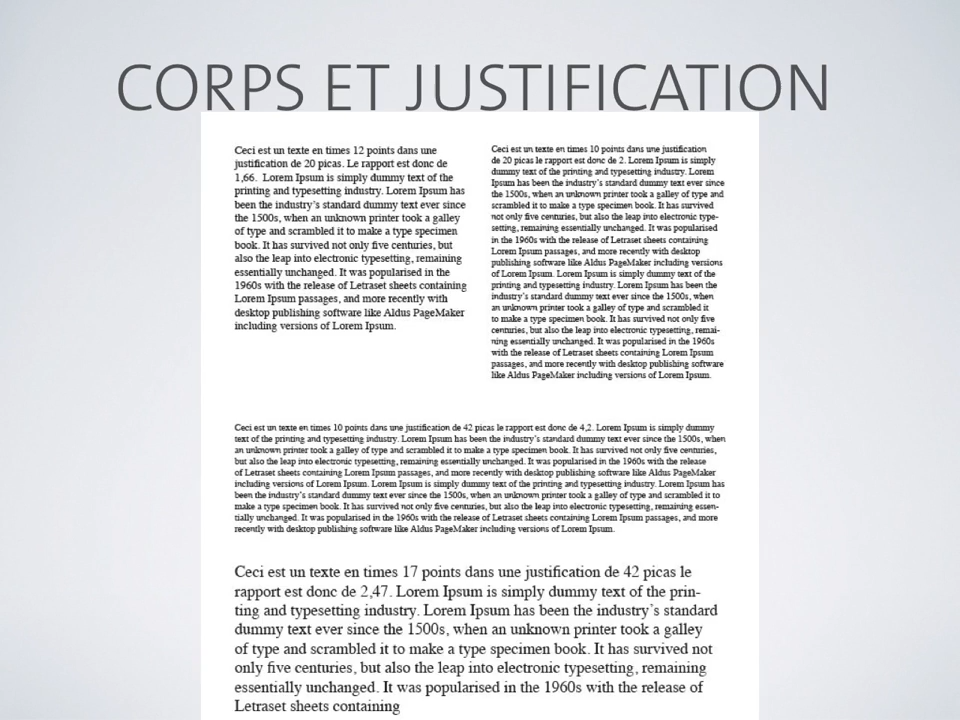 CORPS ET JUSTIFICATION
Ceci est un texte en times 12 points dans une
justification de 20 picas. Le rapport est donc de
1,66. Lorem Ipsum is simply dummy text of the
printing and typesetting industry. Lorem Ipsum has
been the industry's standard dummy text ever since
the 1500s, when an unknown printer took a galley
of type and scrambled it to make a type specimen
book. It has survived not only five centuries, but
also the leap into electronic typesetting, remaining
essentially unchanged. It was popularised in the
1960s with the release of Letraset sheets containing
Lorem Ipsum passages, and more recently with
desktop publishing software like Aldus PageMaker
including versions of Lorem Ipsum.
Ceci est un texte en times 10 points dans une justification
de 20 picas le rapport est donc de 2. Lorem Ipsum is simply
dummy text of the printing and typesetting industry. Lorem
Ipsum has been the industry's standard dummy text ever since
the 1500s, when an unknown printer took a galley of type and
scrambled it to make a type specimen book. It has survived
not only five centuries, but also the leap into electronic type-
setting, remaining essentially unchanged. It was popularised
in the 1960s with the release of Letraset sheets containing
Lorem Ipsum passages, and more recently with desktop
publishing software like Aldus PageMaker including versions
of Lorem Ipsum. Lorem Ipsum is simply dummy text of the
printing and typesetting industry. Lorem Ipsum has been the
industry's standard dummy text ever since the 1500s, when
an unknown printer took a galley of type and scrambled it
to make a type specimen book. It has survived not only five
centuries, but also the leap into electronic typesetting, remai-
ning essentially unchanged. It was popularised in the 1960s
with the release of Letraset sheets containing Lorem Ipsum
passages, and more recently with desktop publishing software
like Aldus PageMaker including versions of Lorem Ipsum.
Ceci est un texte en times 10 points dans une justification de 42 picas le rapport est donc de 4,2. Lorem Ipsum is simply dummy
text of the printing and typesetting industry. Lorem Ipsum has been the industry's standard dummy text ever since the 1500s, when
an unknown printer took a galley of type and scrambled it to make a type specimen book. It has survived not only five centuries,
but also the leap into electronic typesetting, remaining essentially unchanged. It was popularised in the 1960s with the release
of Letraset sheets containing Lorem Ipsum passages, and more recently with desktop publishing software like Aldus PageMaker
including versions of Lorem Ipsum. Lorem Ipsum is simply dummy text of the printing and typesetting industry. Lorem Ipsum has
been the industry's standard dummy text ever since the 1500s, when an unknown printer took a galley of type and scrambled it to
make a type specimen book. It has survived not only five centuries, but also the leap into electronic typesetting, remaining essen-
tially unchanged. It was popularised in the 1960s with the release of Letraset sheets containing Lorem Ipsum passages, and more
recently with desktop publishing software like Aldus PageMaker including versions of Lorem Ipsum.
Ceci est un texte en times 17 points dans une justification de 42 picas le
rapport est donc de 2,47. Lorem Ipsum is simply dummy text of the prin-
ting and typesetting industry. Lorem Ipsum has been the industry's standard
dummy text ever since the 1500s, when an unknown printer took a galley
of type and scrambled it to make a type specimen book. It has survived not
only five centuries, but also the leap into electronic typesetting, remaining
essentially unchanged. It was popularised in the 1960s with the release of
Letraset sheets containing